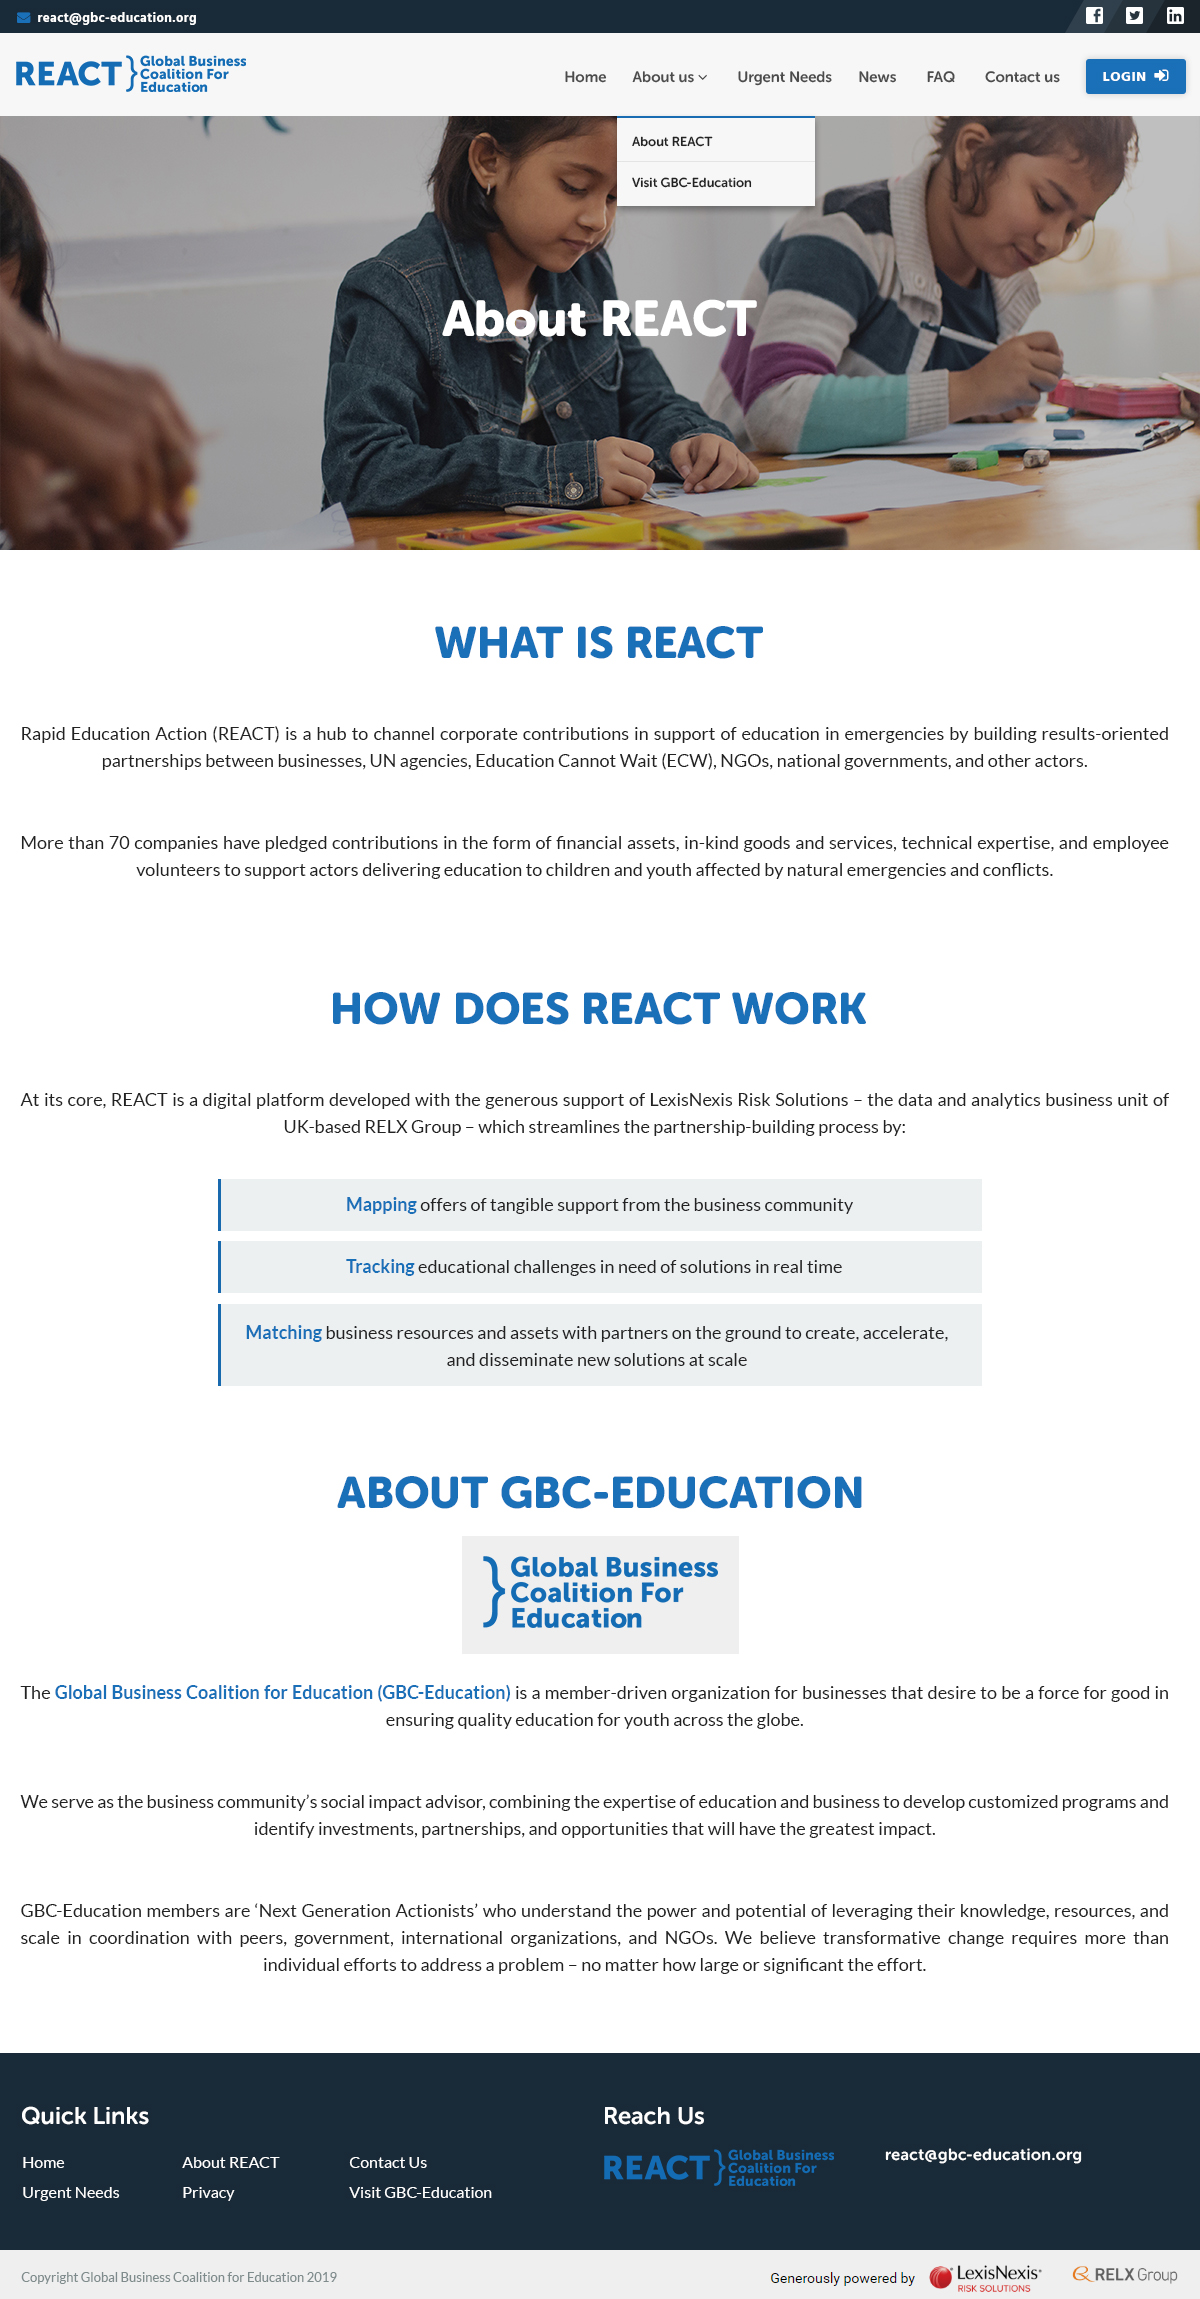 react@gbc-education.org
REACT
Global Business
Coalition For
Education
Home
About us
Urgent Needs
News
FAQ
Contact us
LOGIN
About REACT
Visit GBC-Education
About REACT
WHAT IS REACT
Rapid Education Action (REACT) is a hub to channel corporate contributions in support of education in emergencies by building results-oriented
partnerships between businesses, UN agencies, Education Cannot Wait (ECW), NGOs, national governments, and other actors.
More than 70 companies have pledged contributions in the form of financial assets, in-kind goods and services, technical expertise, and employee
volunteers to support actors delivering education to children and youth affected by natural emergencies and conflicts.
HOW DOES REACT WORK
At its core, REACT is a digital platform developed with the generous support of LexisNexis Risk Solutions – the data and analytics business unit of
UK-based RELX Group – which streamlines the partnership-building process by:
Mapping offers of tangible support from the business community
Tracking educational challenges in need of solutions in real time
Matching business resources and assets with partners on the ground to create, accelerate,
and disseminate new solutions at scale
ABOUT GBC-EDUCATION
Global Business
Coalition For
Education
The Global Business Coalition for Education (GBC-Education) is a member-driven organization for businesses that desire to be a force for good in
ensuring quality education for youth across the globe.
We serve as the business community’s social impact advisor, combining the expertise of education and business to develop customized programs and
identify investments, partnerships, and opportunities that will have the greatest impact.
GBC-Education members are ‘Next Generation Actionists’ who understand the power and potential of leveraging their knowledge, resources, and
scale in coordination with peers, government, international organizations, and NGOs. We believe transformative change requires more than
individual efforts to address a problem – no matter how large or significant the effort.
Quick Links
Home
About REACT
Contact Us
Urgent Needs
Privacy
Visit GBC-Education
Reach Us
REACT
Global Business
Coalition For
Education
react@gbc-education.org
Copyright Global Business Coalition for Education 2019
Generously powered by
LexisNexis®
RISK SOLUTIONS
RELX Group